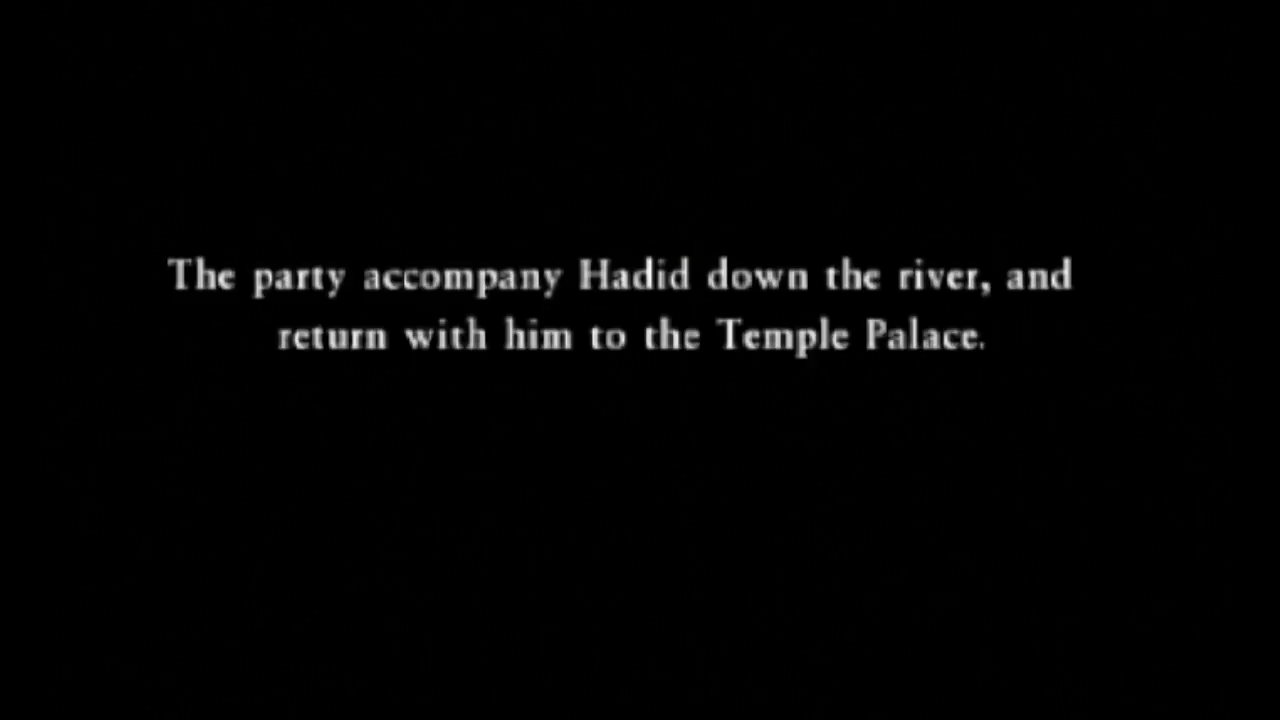 The party accompany Hadid down the river, and
return with him to the Temple Palace.